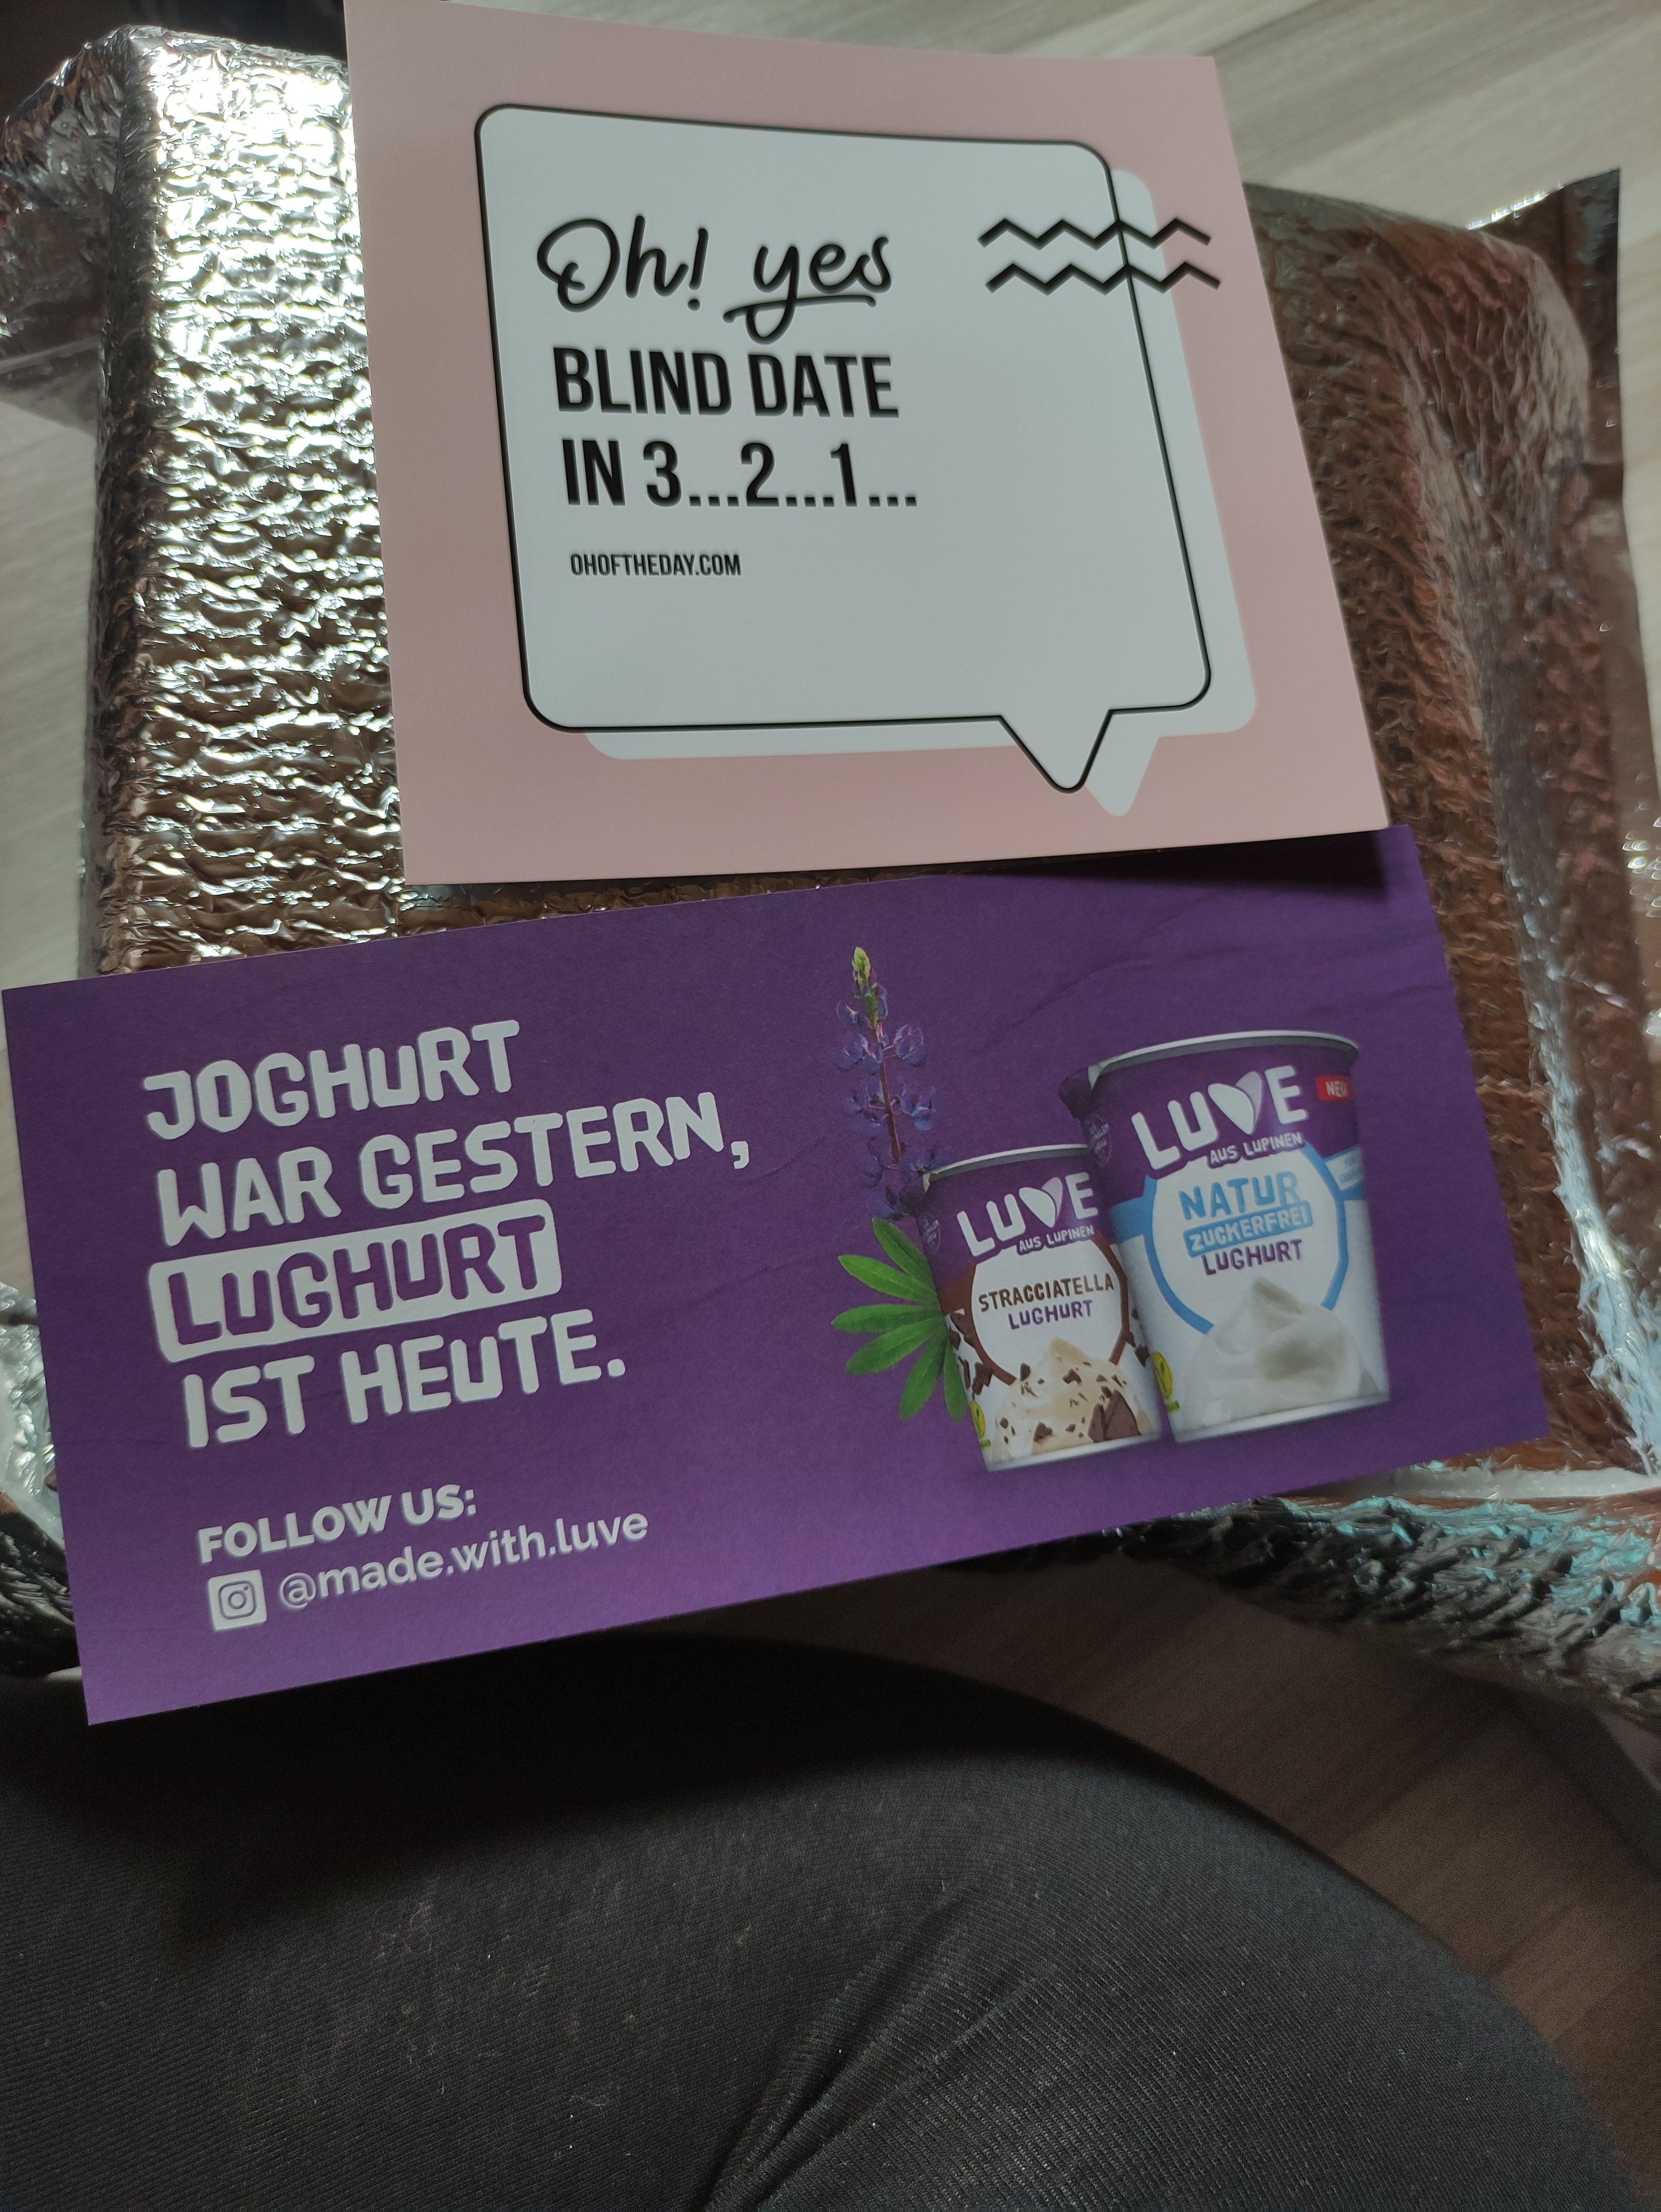 Oh! yes
BLIND DATE
IN 3...2...1...
OHOFTHEDAY.COM
JOGHURT
WAR GESTERN,
LUGHURT
IST HEUTE.
FOLLOW US:
@made.with.luve
LUVE
AUS LUPINEN
STRACCIATELLA
LUGHURT
LUVE
NEU
AUS LUPINEN
NATUR
ZUCKERFREI
LUGHURT